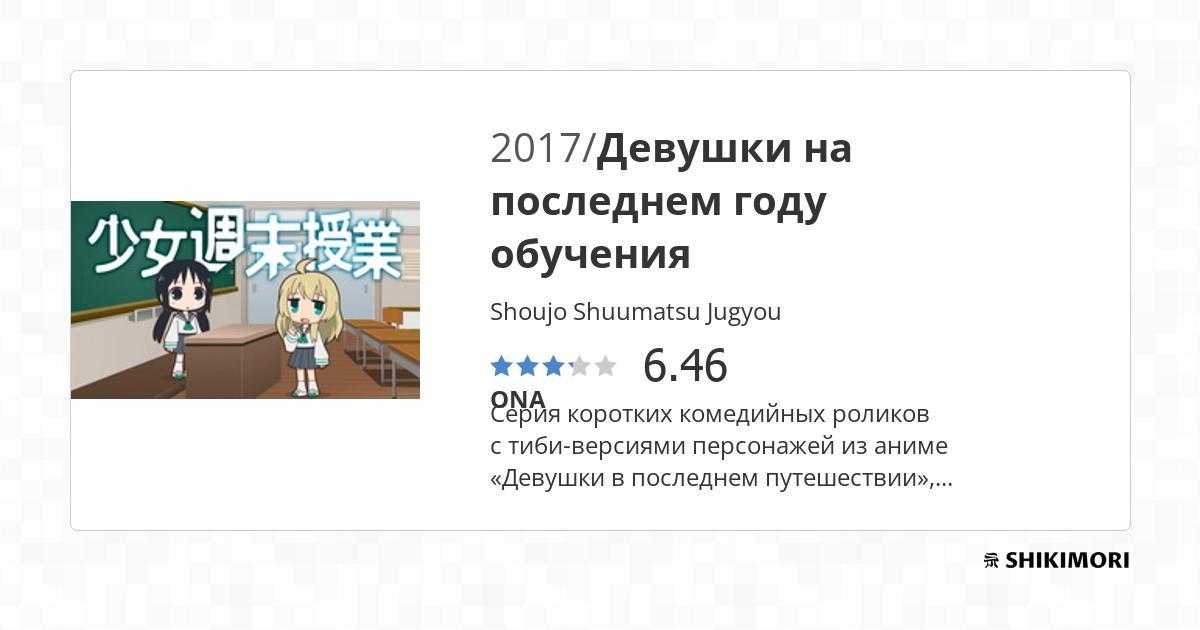 少女週末授業
2017/Девушки на
последнем году
обучения
Shoujo Shuumatsu Jugyou
6.46
ONA
Серия коротких комедийных роликов
с тиби-версиями персонажей из аниме
«Девушки в последнем путешествии»,...
SHIKIMORI